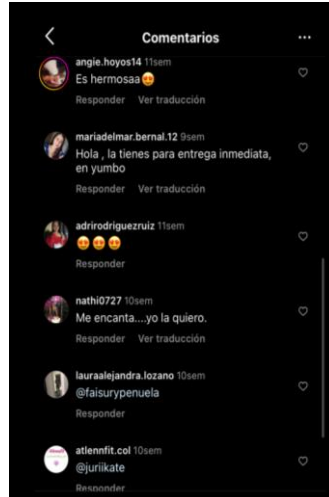 Comentarios
angie.hoyos14 11sem
Es hermosaa😍
Responder Ver traducción
mariadelmar.bernal.12 9sem
Hola , la tienes para entrega inmediata,
en yumbo
Responder Ver traducción
adrirodriguezruiz 11sem
😍😍😍
Responder
nathi0727 10sem
Me encanta....yo la quiero.
Responder Ver traducción
lauraalejandra.lozano 10sem
@faisurypenuela
Responder
atlennfit.col 10sem
@juriikate
Responder